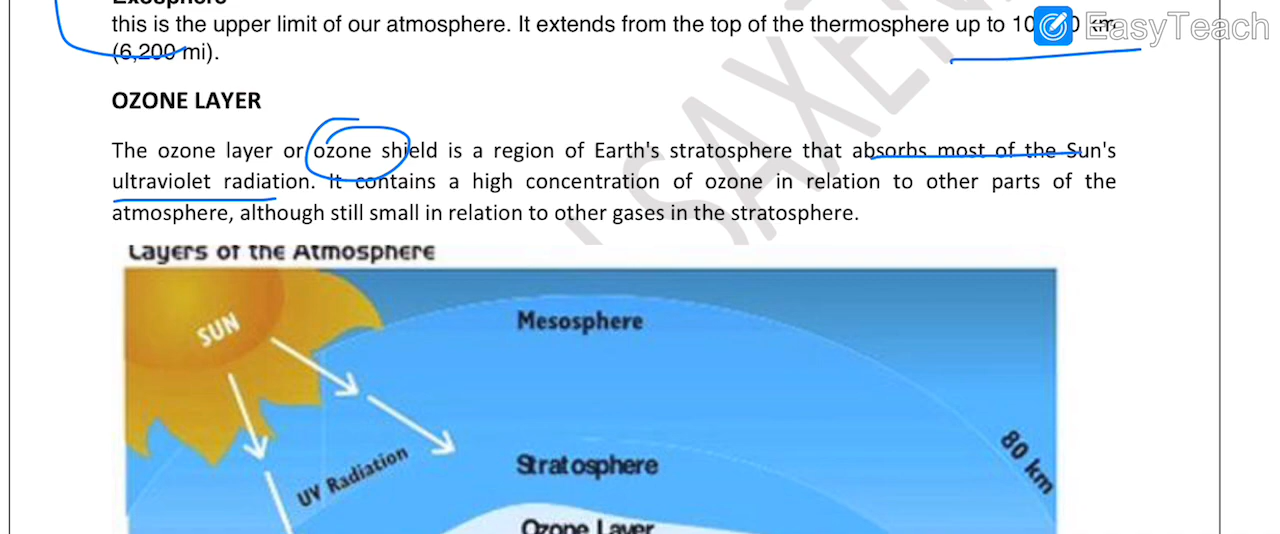 Exosphere
this is the upper limit of our atmosphere. It extends from the top of the thermosphere up to 10 0 km
(6,200 mi).
EasyTeach
OZONE LAYER
The ozone layer or ozone shield is a region of Earth's stratosphere that absorbs most of the Sun's
ultraviolet radiation. It contains a high concentration of ozone in relation to other parts of the
atmosphere, although still small in relation to other gases in the stratosphere.
SAXEN
Layers of the Atmosphere
SUN
Mesosphere
80 km
UV Radiation
Stratosphere
Ozone Layer